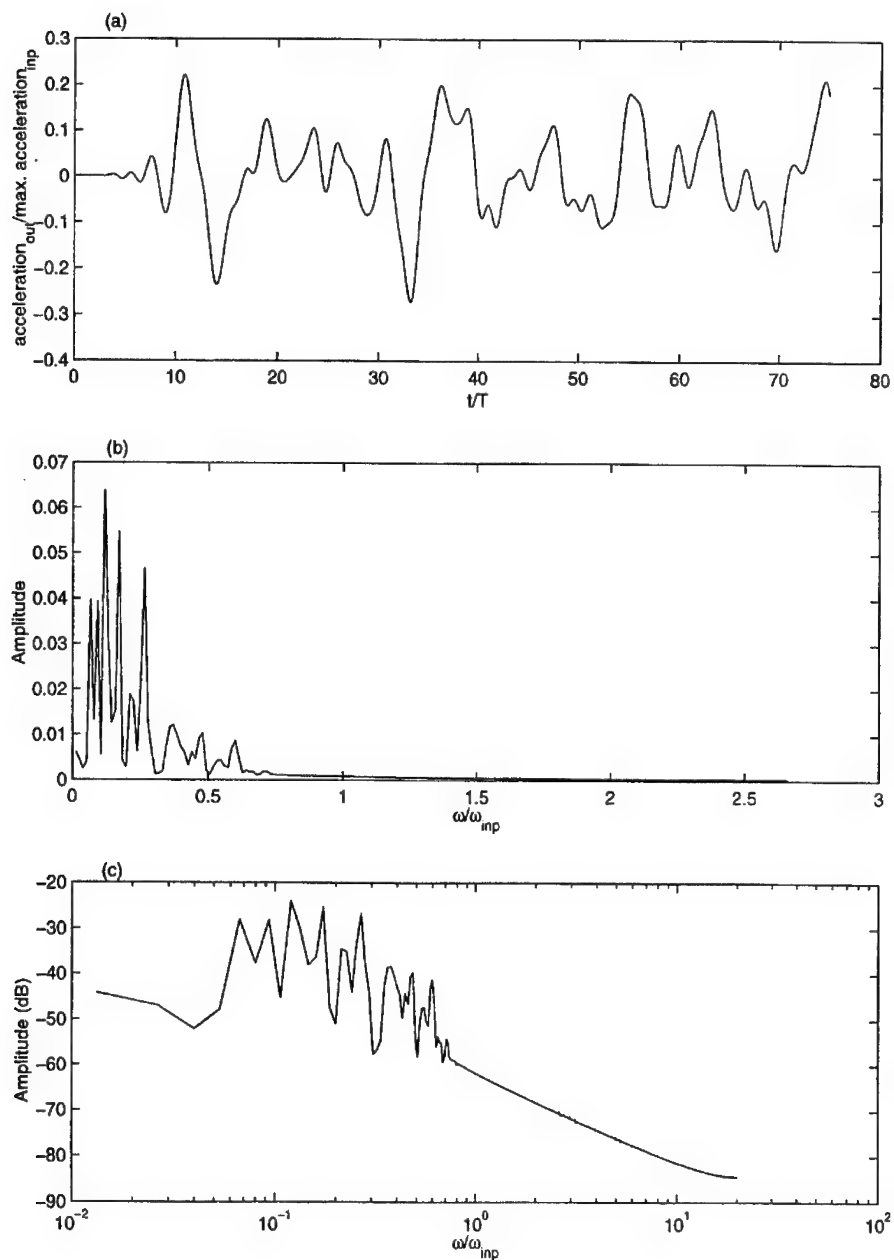 (a)
acceleration_out/max. acceleration_inp
0.3
0.2
0.1
0
−0.1
−0.2
−0.3
−0.4
0 10 20 30 40 50 60 70 80
t/T
(b)
Amplitude
0.07
0.06
0.05
0.04
0.03
0.02
0.01
0
0 0.5 1 1.5 2 2.5 3
ω/ω_inp
(c)
Amplitude (dB)
−20
−30
−40
−50
−60
−70
−80
−90
10^−2 10^−1 10^0 10^1 10^2
ω/ω_inp